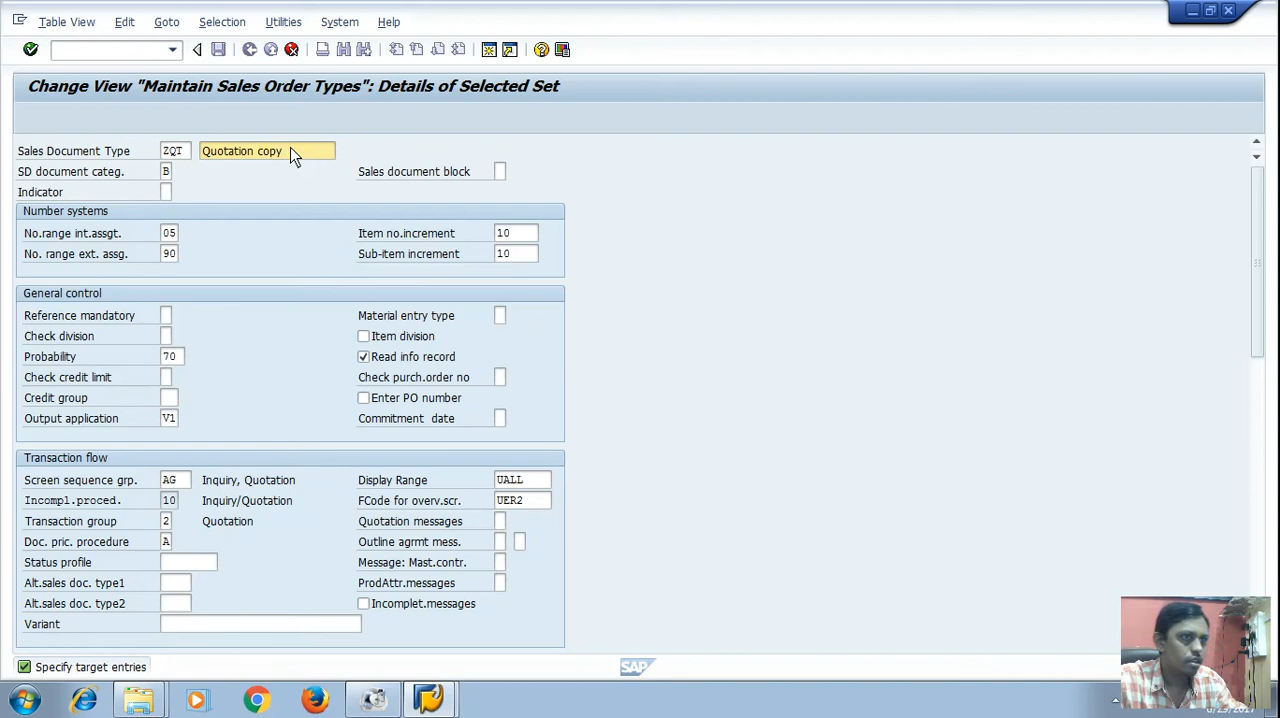 Table View Edit Goto Selection Utilities System Help
Change View "Maintain Sales Order Types": Details of Selected Set
Sales Document Type ZQT Quotation copy
SD document categ. B Sales document block
Indicator
Number systems
No.range int.assgt. 05 Item no.increment 10
No. range ext. assg. 90 Sub-item increment 10
General control
Reference mandatory Material entry type
Check division Item division
Probability 70 Read info record
Check credit limit Check purch.order no
Credit group Enter PO number
Output application V1 Commitment date
Transaction flow
Screen sequence grp. AG Inquiry, Quotation Display Range UALL
Incompl.proced. 10 Inquiry/Quotation FCode for overv.scr. UER2
Transaction group 2 Quotation Quotation messages
Doc. pric. procedure A Outline agrmt mess.
Status profile Message: Mast.contr.
Alt.sales doc. type1 ProdAttr.messages
Alt.sales doc. type2 Incomplet.messages
Variant
Specify target entries SAP